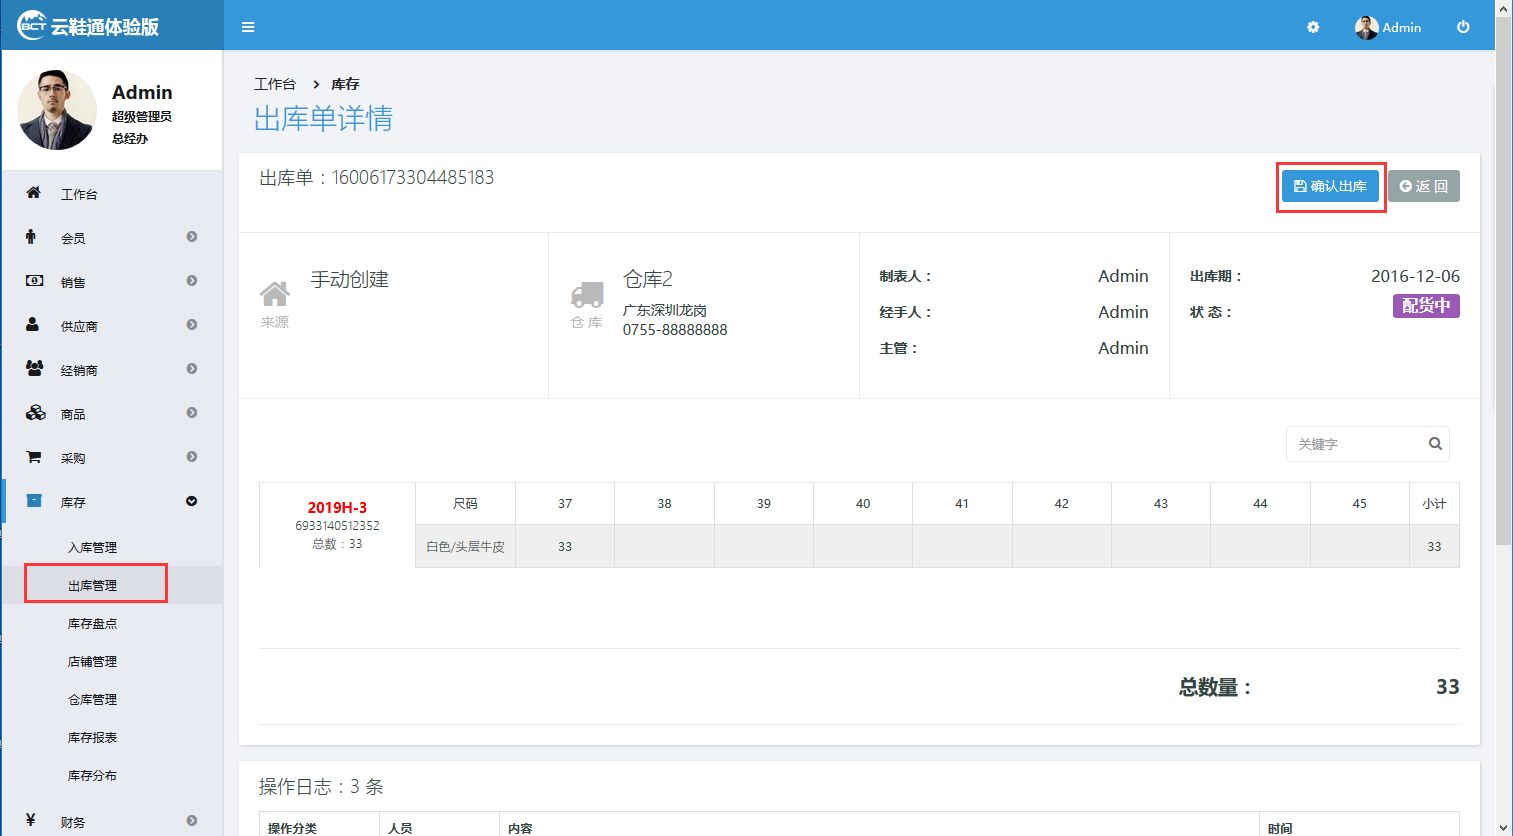 BCT 云鞋通体验版
Admin
Admin
超级管理员
总经办
工作台
会员
销售
供应商
经销商
商品
采购
库存
入库管理
出库管理
库存盘点
店铺管理
仓库管理
库存报表
库存分布
¥ 财务
工作台 > 库存
出库单详情
出库单：16006173304485183
确认出库
返 回
来源
手动创建
仓 库
仓库2
广东深圳龙岗
0755-88888888
制表人： Admin
经手人： Admin
主管： Admin
出库期： 2016-12-06
状 态： 配货中
关键字
2019H-3
6933140512352
总数：33
尺码 37 38 39 40 41 42 43 44 45 小计
白色/头层牛皮 33 33
总数量： 33
操作日志：3 条
操作分类 人员 内容 时间